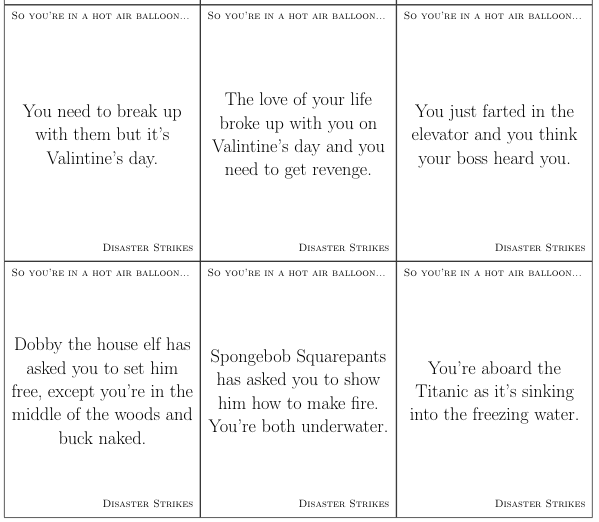 So you're in a hot air balloon...
You need to break up
with them but it's
Valintine's day.
Disaster Strikes
So you're in a hot air balloon...
The love of your life
broke up with you on
Valintine's day and you
need to get revenge.
Disaster Strikes
So you're in a hot air balloon...
You just farted in the
elevator and you think
your boss heard you.
Disaster Strikes
So you're in a hot air balloon...
Dobby the house elf has
asked you to set him
free, except you're in the
middle of the woods and
buck naked.
Disaster Strikes
So you're in a hot air balloon...
Spongebob Squarepants
has asked you to show
him how to make fire.
You're both underwater.
Disaster Strikes
So you're in a hot air balloon...
You're aboard the
Titanic as it's sinking
into the freezing water.
Disaster Strikes